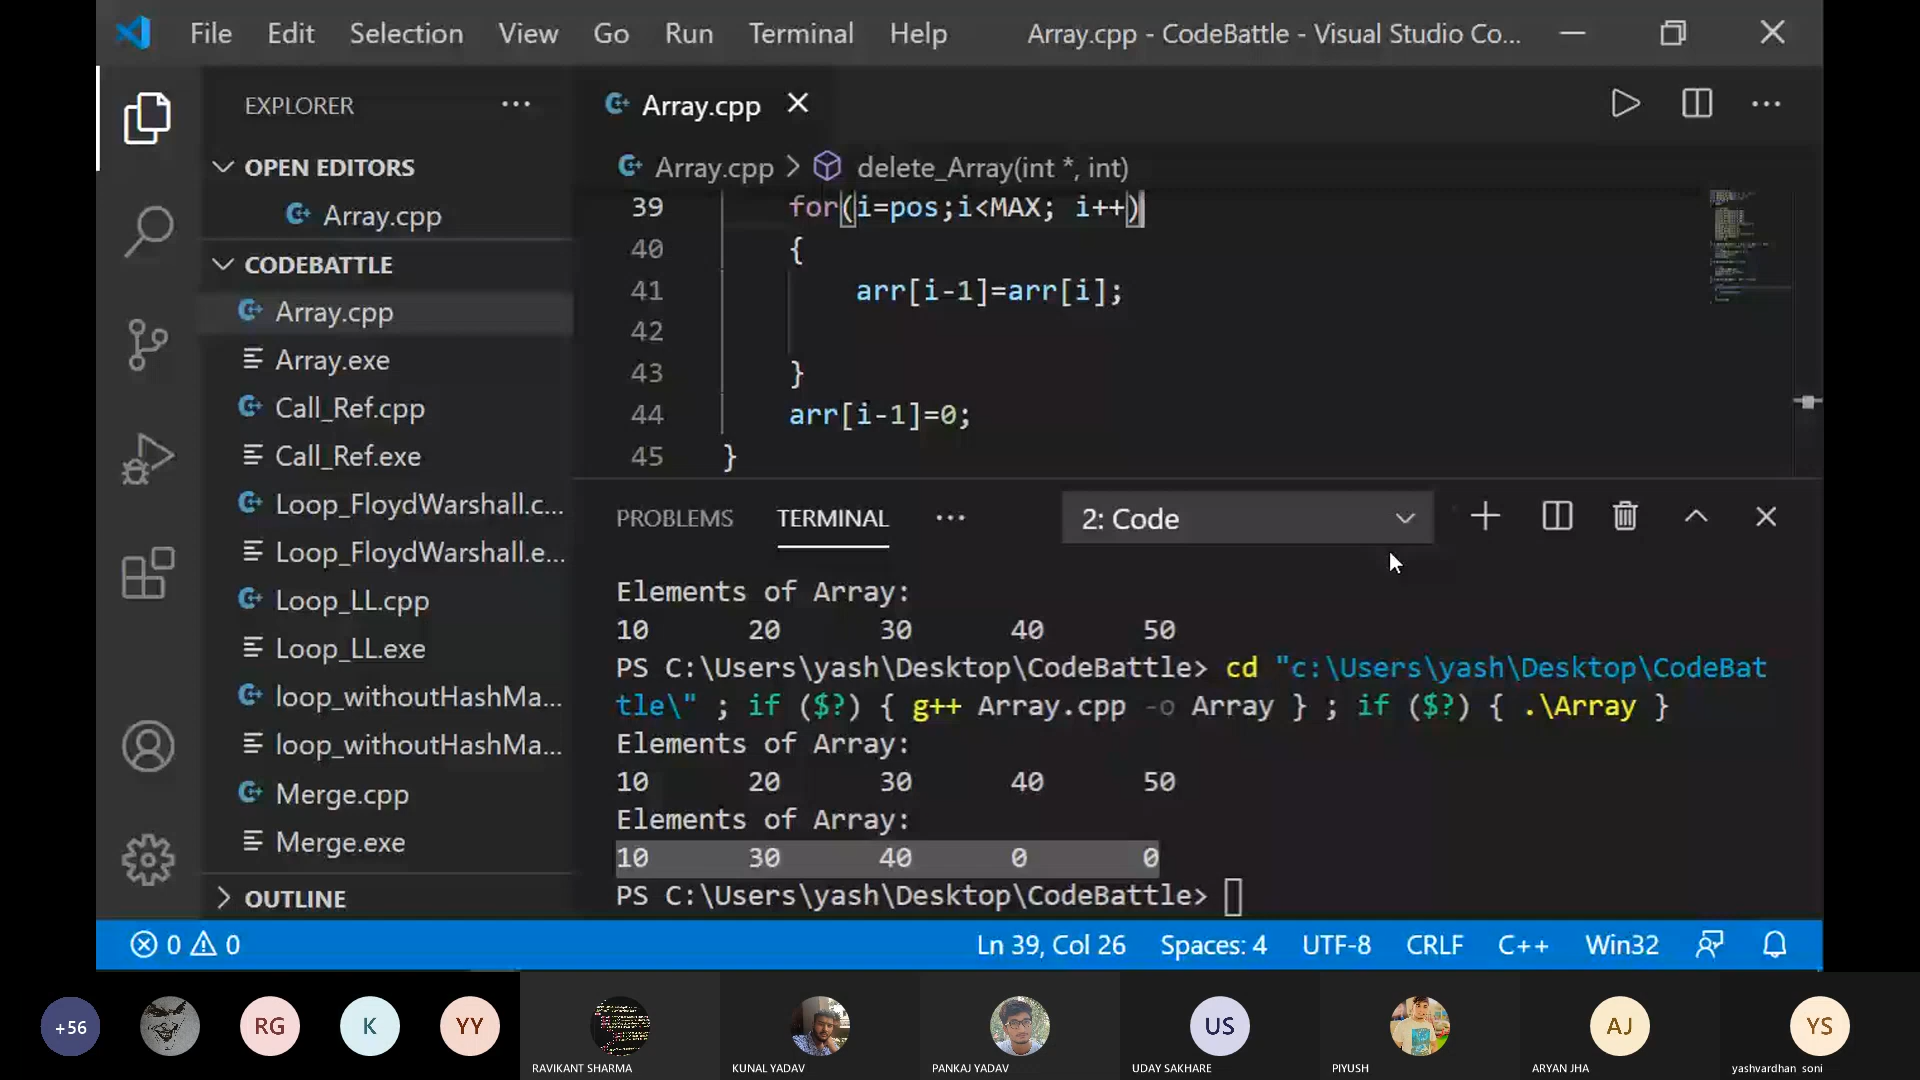 File Edit Selection View Go Run Terminal Help Array.cpp - CodeBattle - Visual Studio Co...
EXPLORER
OPEN EDITORS
Array.cpp
CODEBATTLE
Array.cpp
Array.exe
Call_Ref.cpp
Call_Ref.exe
Loop_FloydWarshall.c...
Loop_FloydWarshall.e...
Loop_LL.cpp
Loop_LL.exe
loop_withoutHashMa...
loop_withoutHashMa...
Merge.cpp
Merge.exe
OUTLINE
Array.cpp
Array.cpp > delete_Array(int *, int)
39 for(i=pos;i<MAX; i++)
40 {
41 arr[i-1]=arr[i];
42
43 }
44 arr[i-1]=0;
45 }
PROBLEMS TERMINAL ... 2: Code
Elements of Array:
10 20 30 40 50
PS C:\Users\yash\Desktop\CodeBattle> cd "c:\Users\yash\Desktop\CodeBat
tle\" ; if ($?) { g++ Array.cpp -o Array } ; if ($?) { .\Array }
Elements of Array:
10 20 30 40 50
Elements of Array:
10 30 40 0 0
PS C:\Users\yash\Desktop\CodeBattle>
0 0 Ln 39, Col 26 Spaces: 4 UTF-8 CRLF C++ Win32
+56 RG K YY US AJ YS
RAVIKANT SHARMA KUNAL YADAV PANKAJ YADAV UDAY SAKHARE PIYUSH ARYAN JHA yashvardhan soni